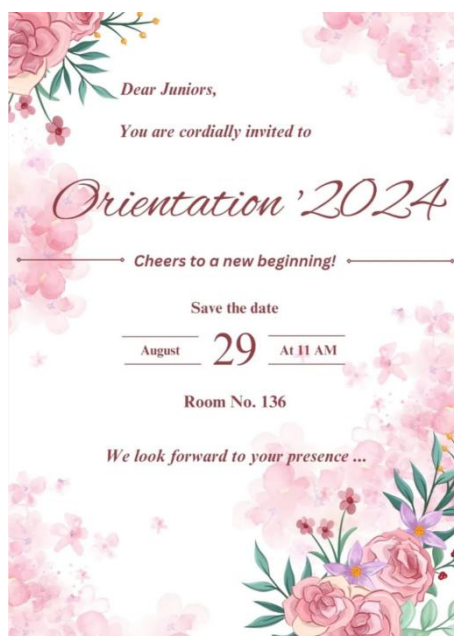 Dear Juniors,
You are cordially invited to
Orientation '2024
Cheers to a new beginning!
Save the date
August 29 At 11 AM
Room No. 136
We look forward to your presence ...